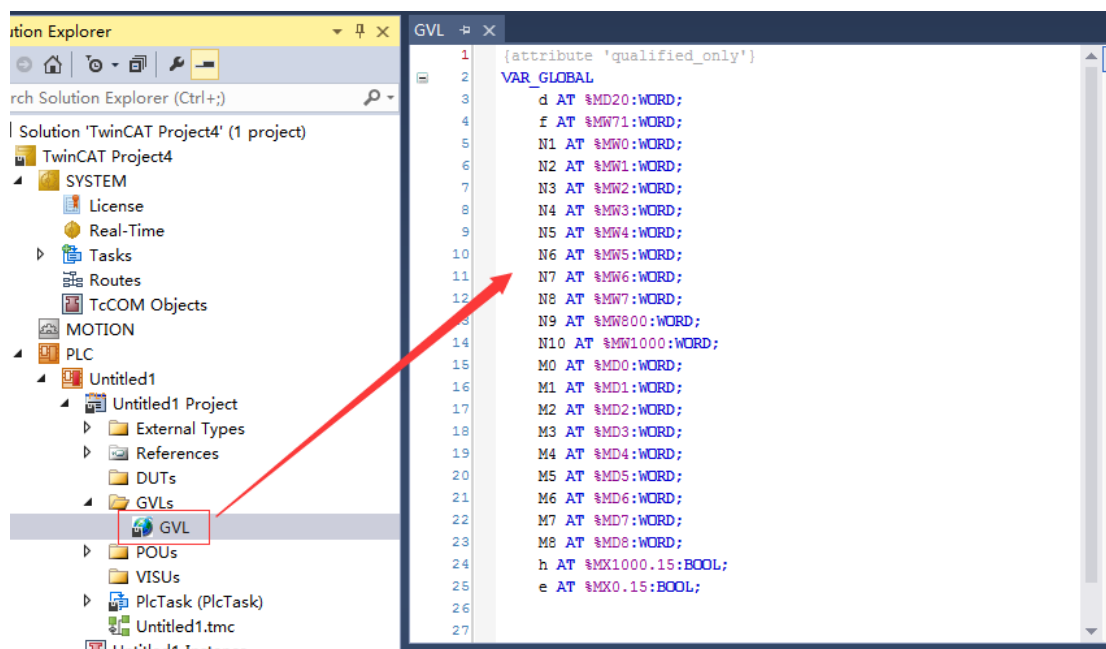 ution Explorer
rch Solution Explorer (Ctrl+;)
Solution 'TwinCAT Project4' (1 project)
TwinCAT Project4
SYSTEM
License
Real-Time
Tasks
Routes
TcCOM Objects
MOTION
PLC
Untitled1
Untitled1 Project
External Types
References
DUTs
GVLs
GVL
POUs
VISUs
PlcTask (PlcTask)
Untitled1.tmc
GVL
1 {attribute 'qualified_only'}
2 VAR_GLOBAL
3 d AT %MD20:WORD;
4 f AT %MW71:WORD;
5 N1 AT %MW0:WORD;
6 N2 AT %MW1:WORD;
7 N3 AT %MW2:WORD;
8 N4 AT %MW3:WORD;
9 N5 AT %MW4:WORD;
10 N6 AT %MW5:WORD;
11 N7 AT %MW6:WORD;
12 N8 AT %MW7:WORD;
13 N9 AT %MW800:WORD;
14 N10 AT %MW1000:WORD;
15 M0 AT %MD0:WORD;
16 M1 AT %MD1:WORD;
17 M2 AT %MD2:WORD;
18 M3 AT %MD3:WORD;
19 M4 AT %MD4:WORD;
20 M5 AT %MD5:WORD;
21 M6 AT %MD6:WORD;
22 M7 AT %MD7:WORD;
23 M8 AT %MD8:WORD;
24 h AT %MX1000.15:BOOL;
25 e AT %MX0.15:BOOL;
26
27